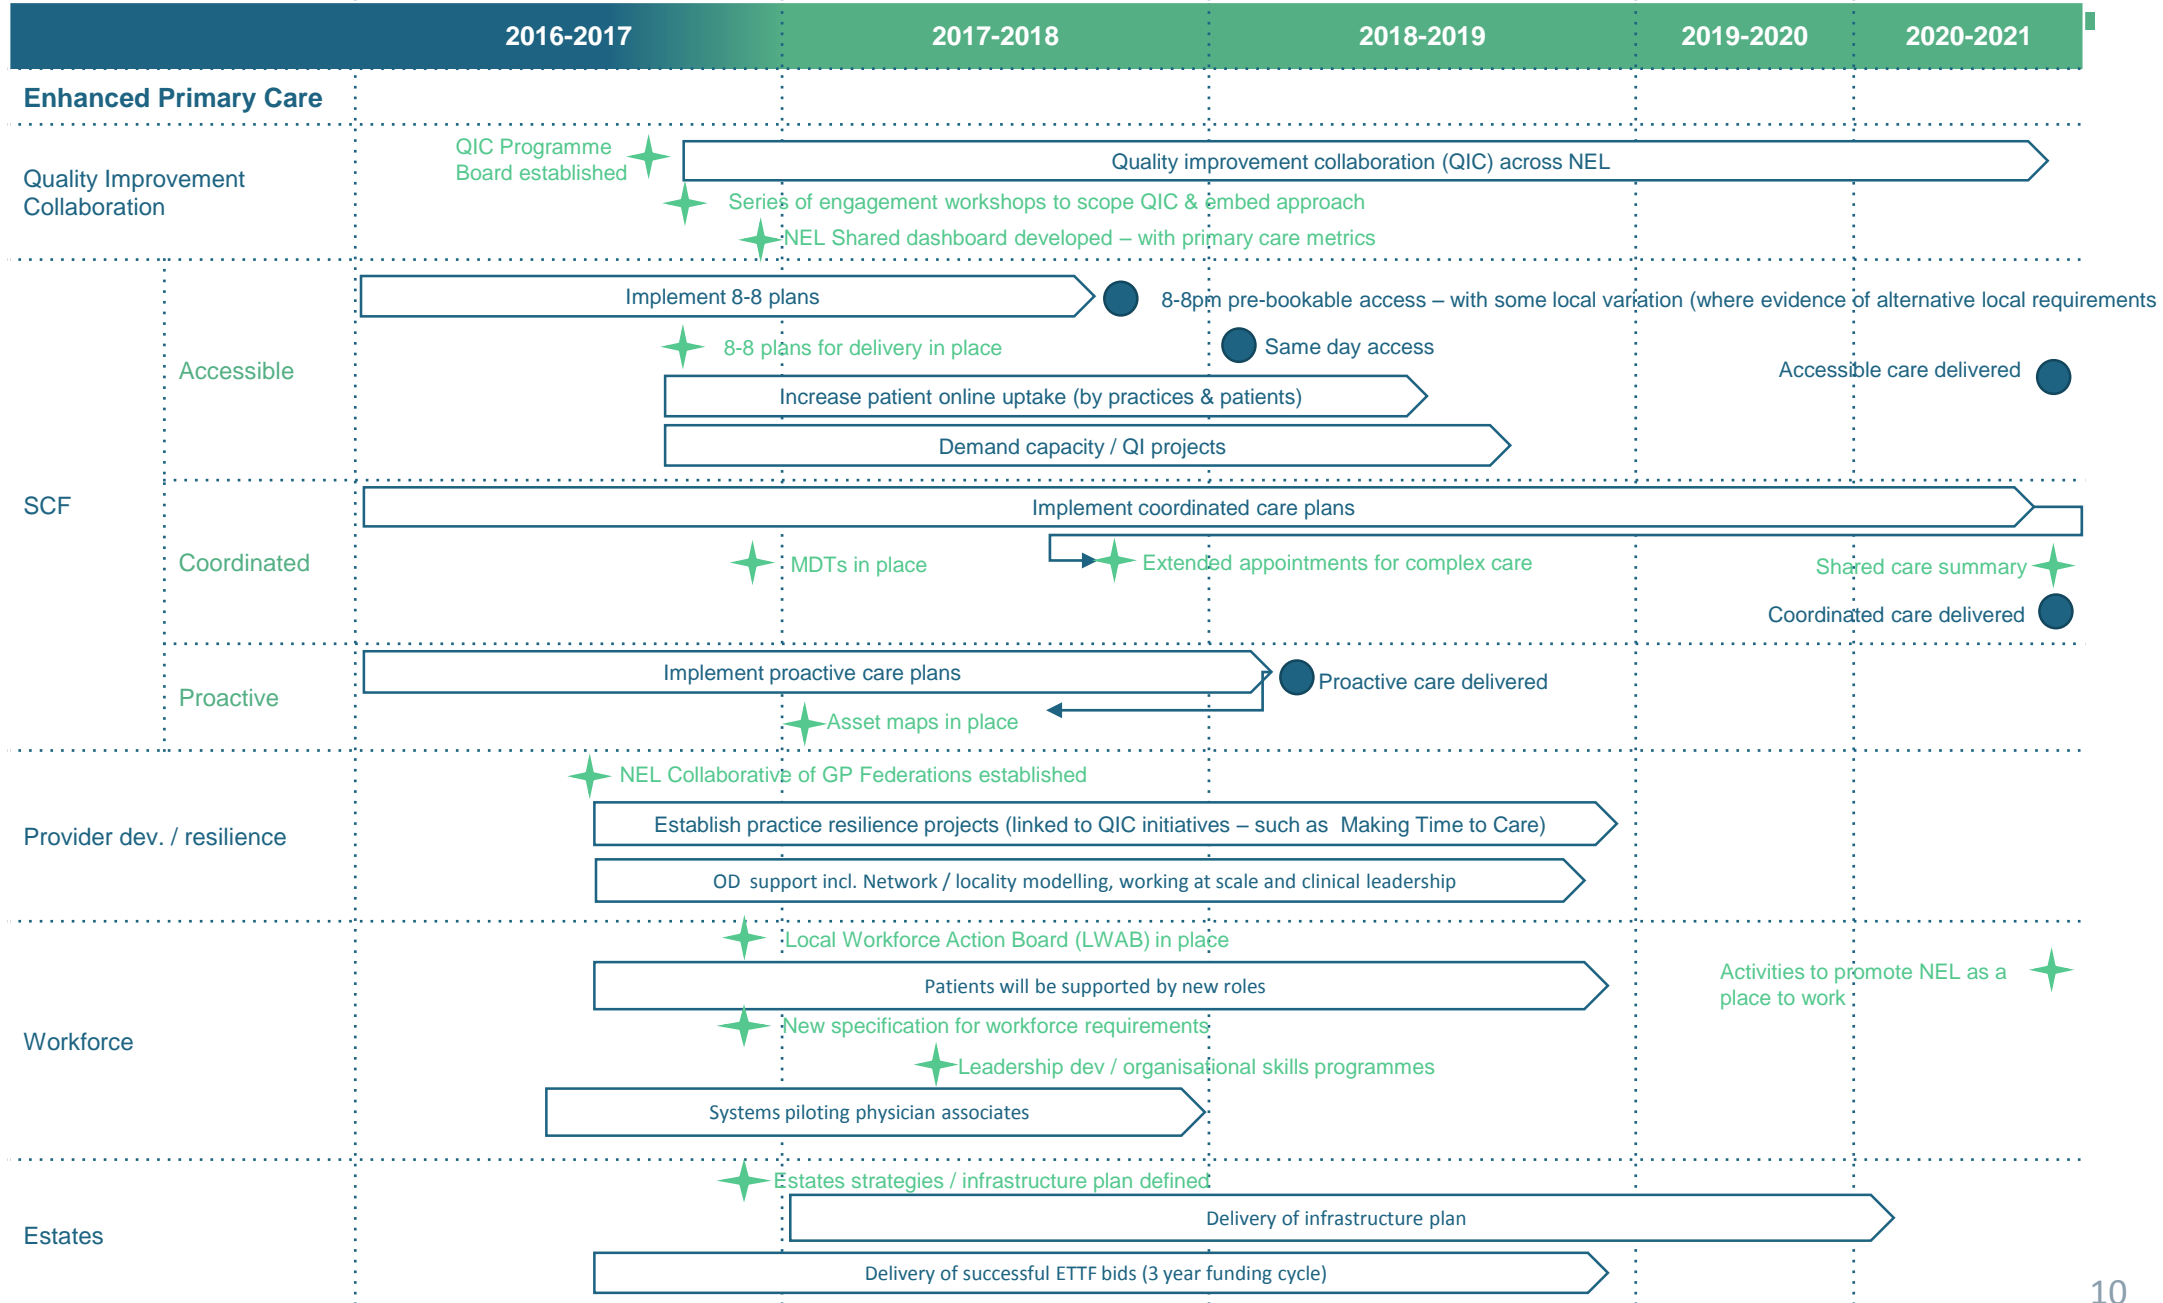 2016-2017 2017-2018 2018-2019 2019-2020 2020-2021
Enhanced Primary Care
Quality Improvement
Collaboration
QIC Programme
Board established
Quality improvement collaboration (QIC) across NEL
Series of engagement workshops to scope QIC & embed approach
NEL Shared dashboard developed – with primary care metrics
SCF
Accessible
Implement 8-8 plans
8-8pm pre-bookable access – with some local variation (where evidence of alternative local requirements
8-8 plans for delivery in place
Same day access
Accessible care delivered
Increase patient online uptake (by practices & patients)
Demand capacity / QI projects
Coordinated
Implement coordinated care plans
MDTs in place
Extended appointments for complex care
Shared care summary
Coordinated care delivered
Proactive
Implement proactive care plans
Proactive care delivered
Asset maps in place
Provider dev. / resilience
NEL Collaborative of GP Federations established
Establish practice resilience projects (linked to QIC initiatives – such as  Making Time to Care)
OD  support incl. Network / locality modelling, working at scale and clinical leadership
Workforce
Local Workforce Action Board (LWAB) in place
Patients will be supported by new roles
Activities to promote NEL as a
place to work
New specification for workforce requirements
Leadership dev / organisational skills programmes
Systems piloting physician associates
Estates
Estates strategies / infrastructure plan defined
Delivery of infrastructure plan
Delivery of successful ETTF bids (3 year funding cycle)
10